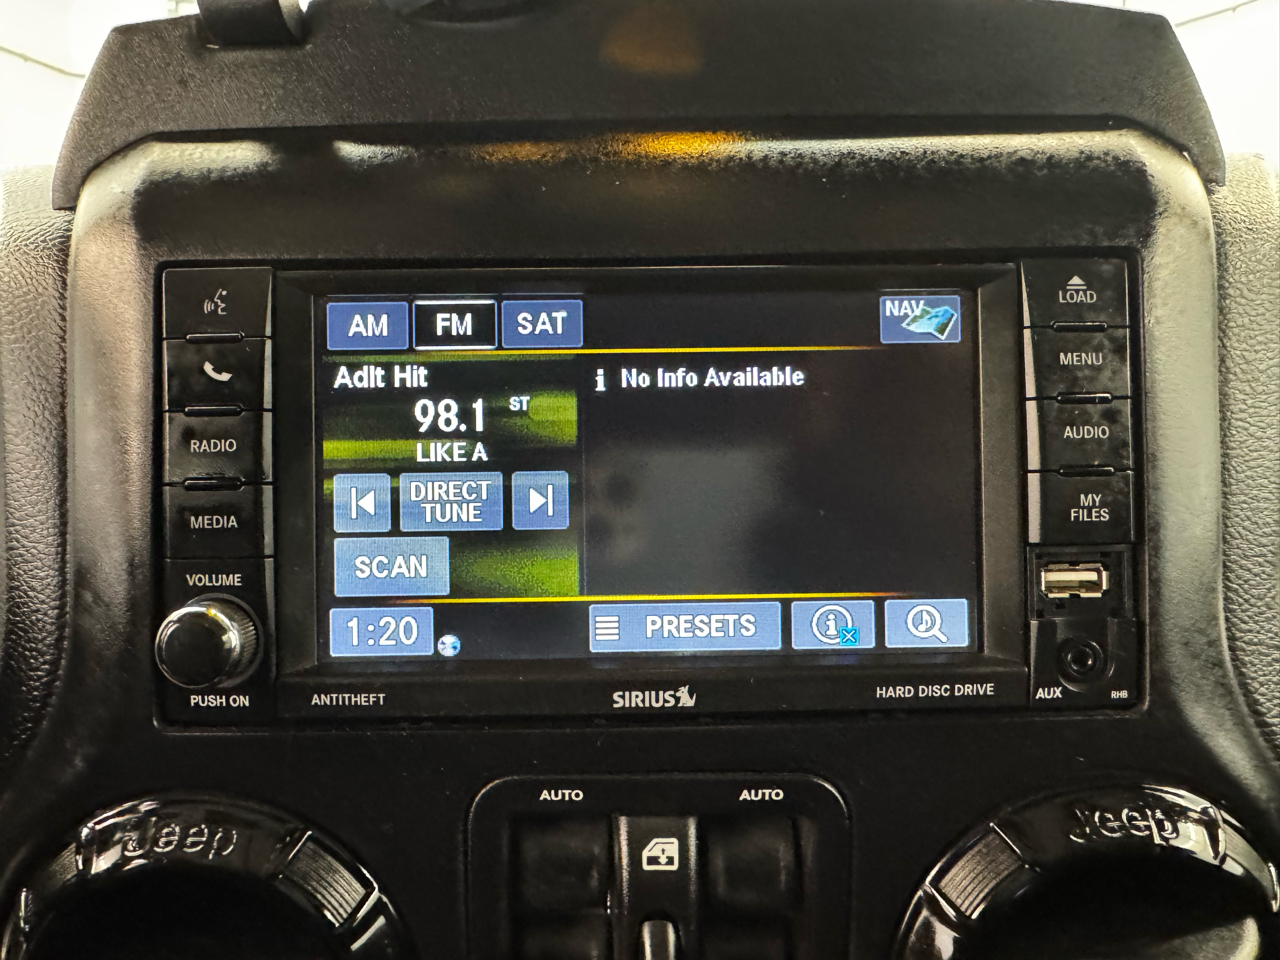 LOAD
AM
FM
SAT
NAV
MENU
Adlt Hit
i No Info Available
98.1 ST
LIKE A
RADIO
AUDIO
DIRECT
TUNE
MEDIA
MY
FILES
SCAN
VOLUME
1:20
PRESETS
i
PUSH ON
ANTITHEFT
SIRIUS
HARD DISC DRIVE
AUX
RHB
AUTO
AUTO
Jeep
Jeep